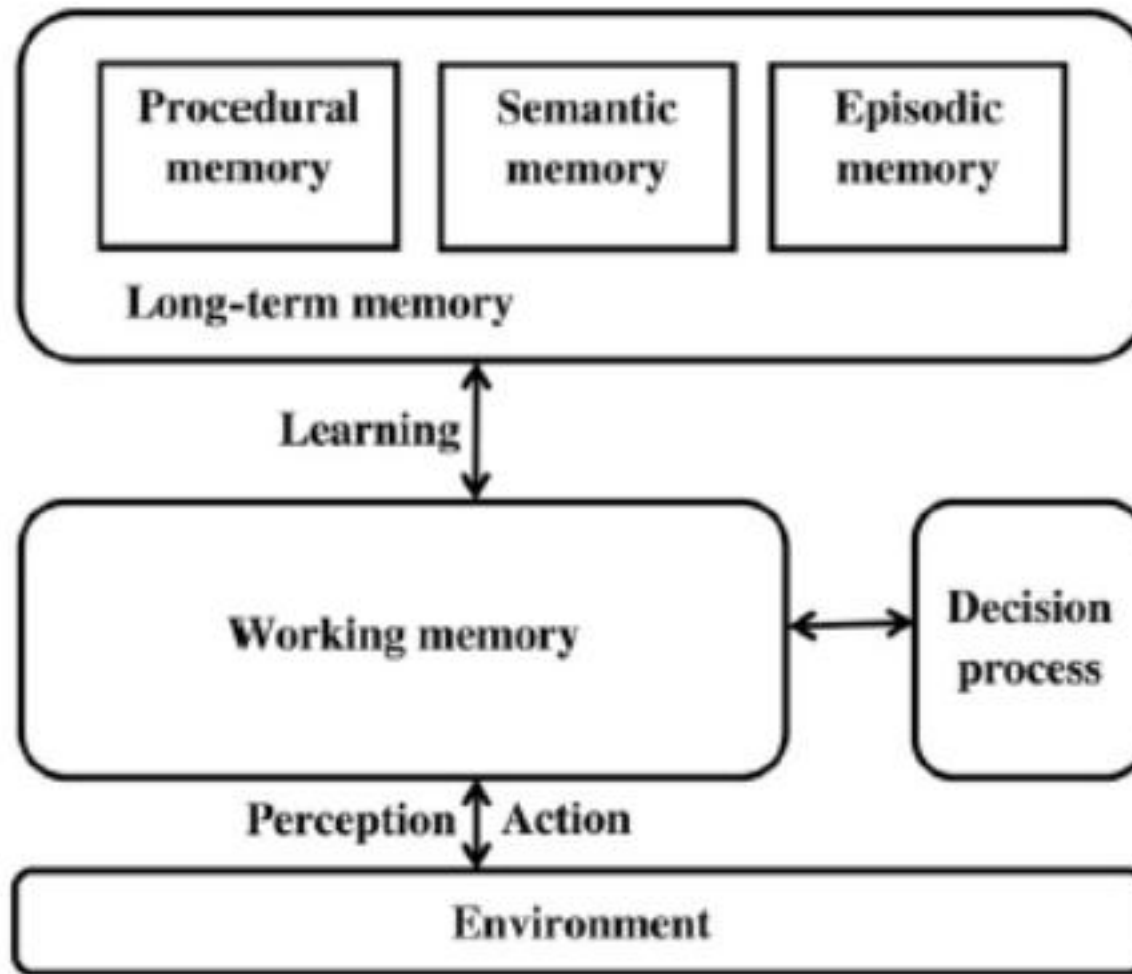 Procedural
memory
Semantic
memory
Episodic
memory
Long-term memory
Learning
Working memory
Decision
process
Perception
Action
Environment